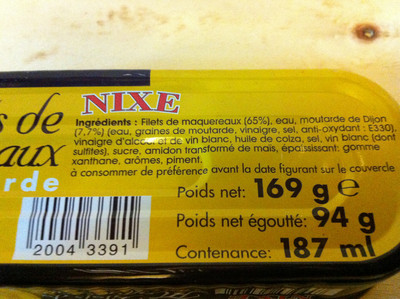 s de
aux
rde
NIXE
Ingrédients : Filets de maquereaux (65%), eau, moutarde de Dijon
(7,7%) (eau, graines de moutarde, vinaigre, sel, anti-oxydant : E330),
vinaigre d'alcool et de vin blanc, huile de colza, sel, vin blanc (dont
sulfites), sucre, amidon transformé de maïs, épaississant: gomme
xanthane, arômes, piment.
à consommer de préférence avant la date figurant sur le couvercle
Poids net: 169 g ℮
Poids net égoutté: 94 g
Contenance: 187 ml
2004 3391